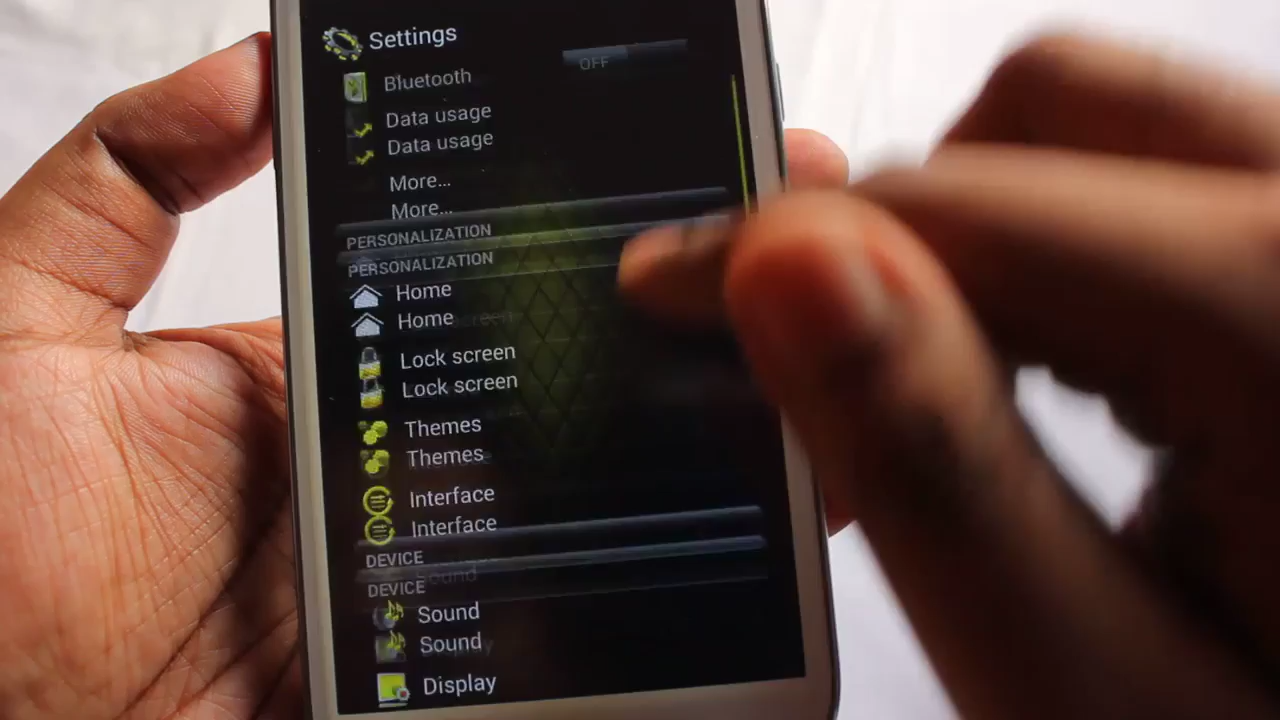 Settings
Bluetooth
OFF
Data usage
Data usage
More...
More...
PERSONALIZATION
PERSONALIZATION
Home
Home
Lock screen
Lock screen
Themes
Themes
Interface
Interface
DEVICE
Sound
DEVICE
Sound
Sound
Display